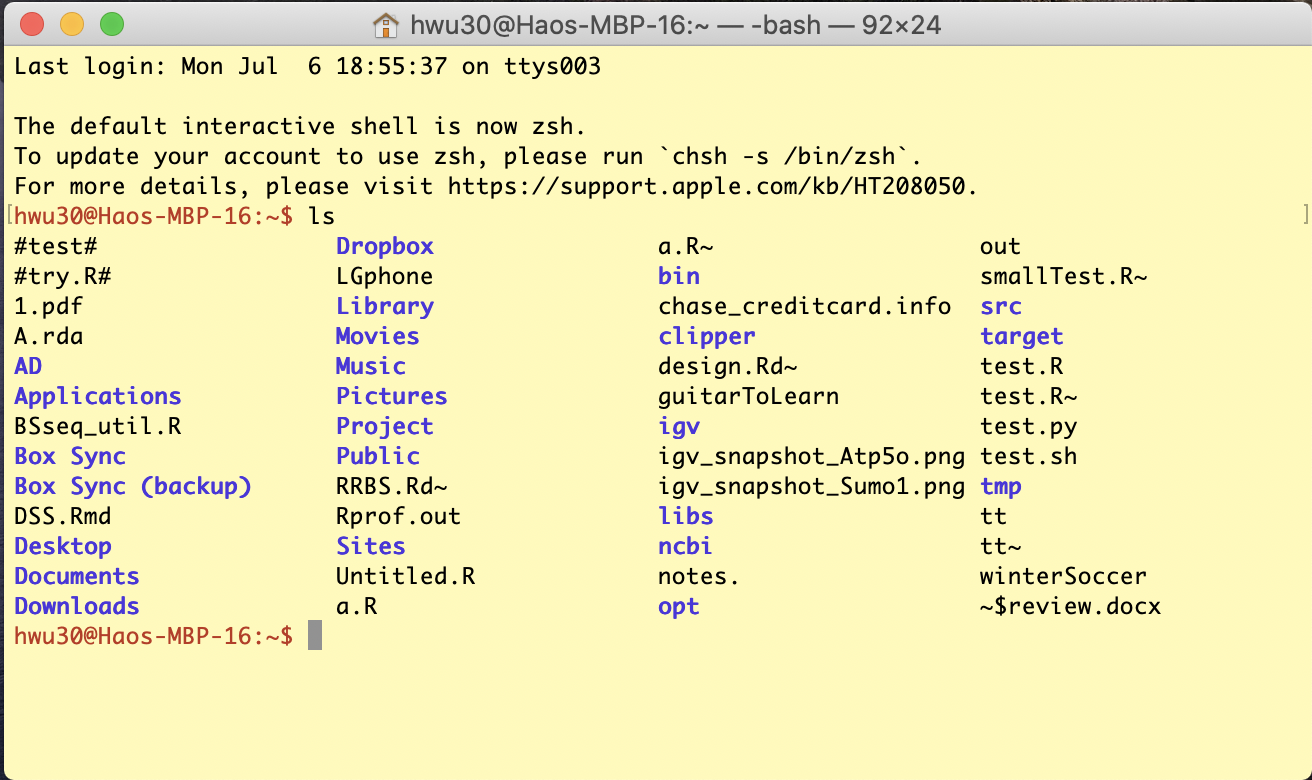 hwu30@Haos-MBP-16:~ — -bash — 92×24
Last login: Mon Jul  6 18:55:37 on ttys003
The default interactive shell is now zsh.
To update your account to use zsh, please run `chsh -s /bin/zsh`.
For more details, please visit https://support.apple.com/kb/HT208050.
[hwu30@Haos-MBP-16:~$ ls ]
#test# Dropbox a.R~ out
#try.R# LGphone bin smallTest.R~
1.pdf Library chase_creditcard.info src
A.rda Movies clipper target
AD Music design.Rd~ test.R
Applications Pictures guitarToLearn test.R~
BSseq_util.R Project igv test.py
Box Sync Public igv_snapshot_Atp5o.png test.sh
Box Sync (backup) RRBS.Rd~ igv_snapshot_Sumo1.png tmp
DSS.Rmd Rprof.out libs tt
Desktop Sites ncbi tt~
Documents Untitled.R notes. winterSoccer
Downloads a.R opt ~$review.docx
hwu30@Haos-MBP-16:~$